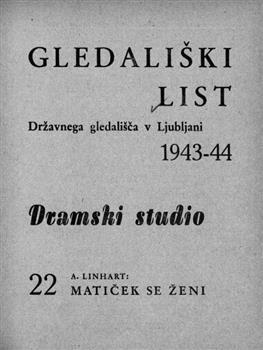 GLEDALIŠKI
LIST
Državnega gledališča v Ljubljani
1943-44
Dramski studio
22 A. LINHART:
MATIČEK SE ŽENI